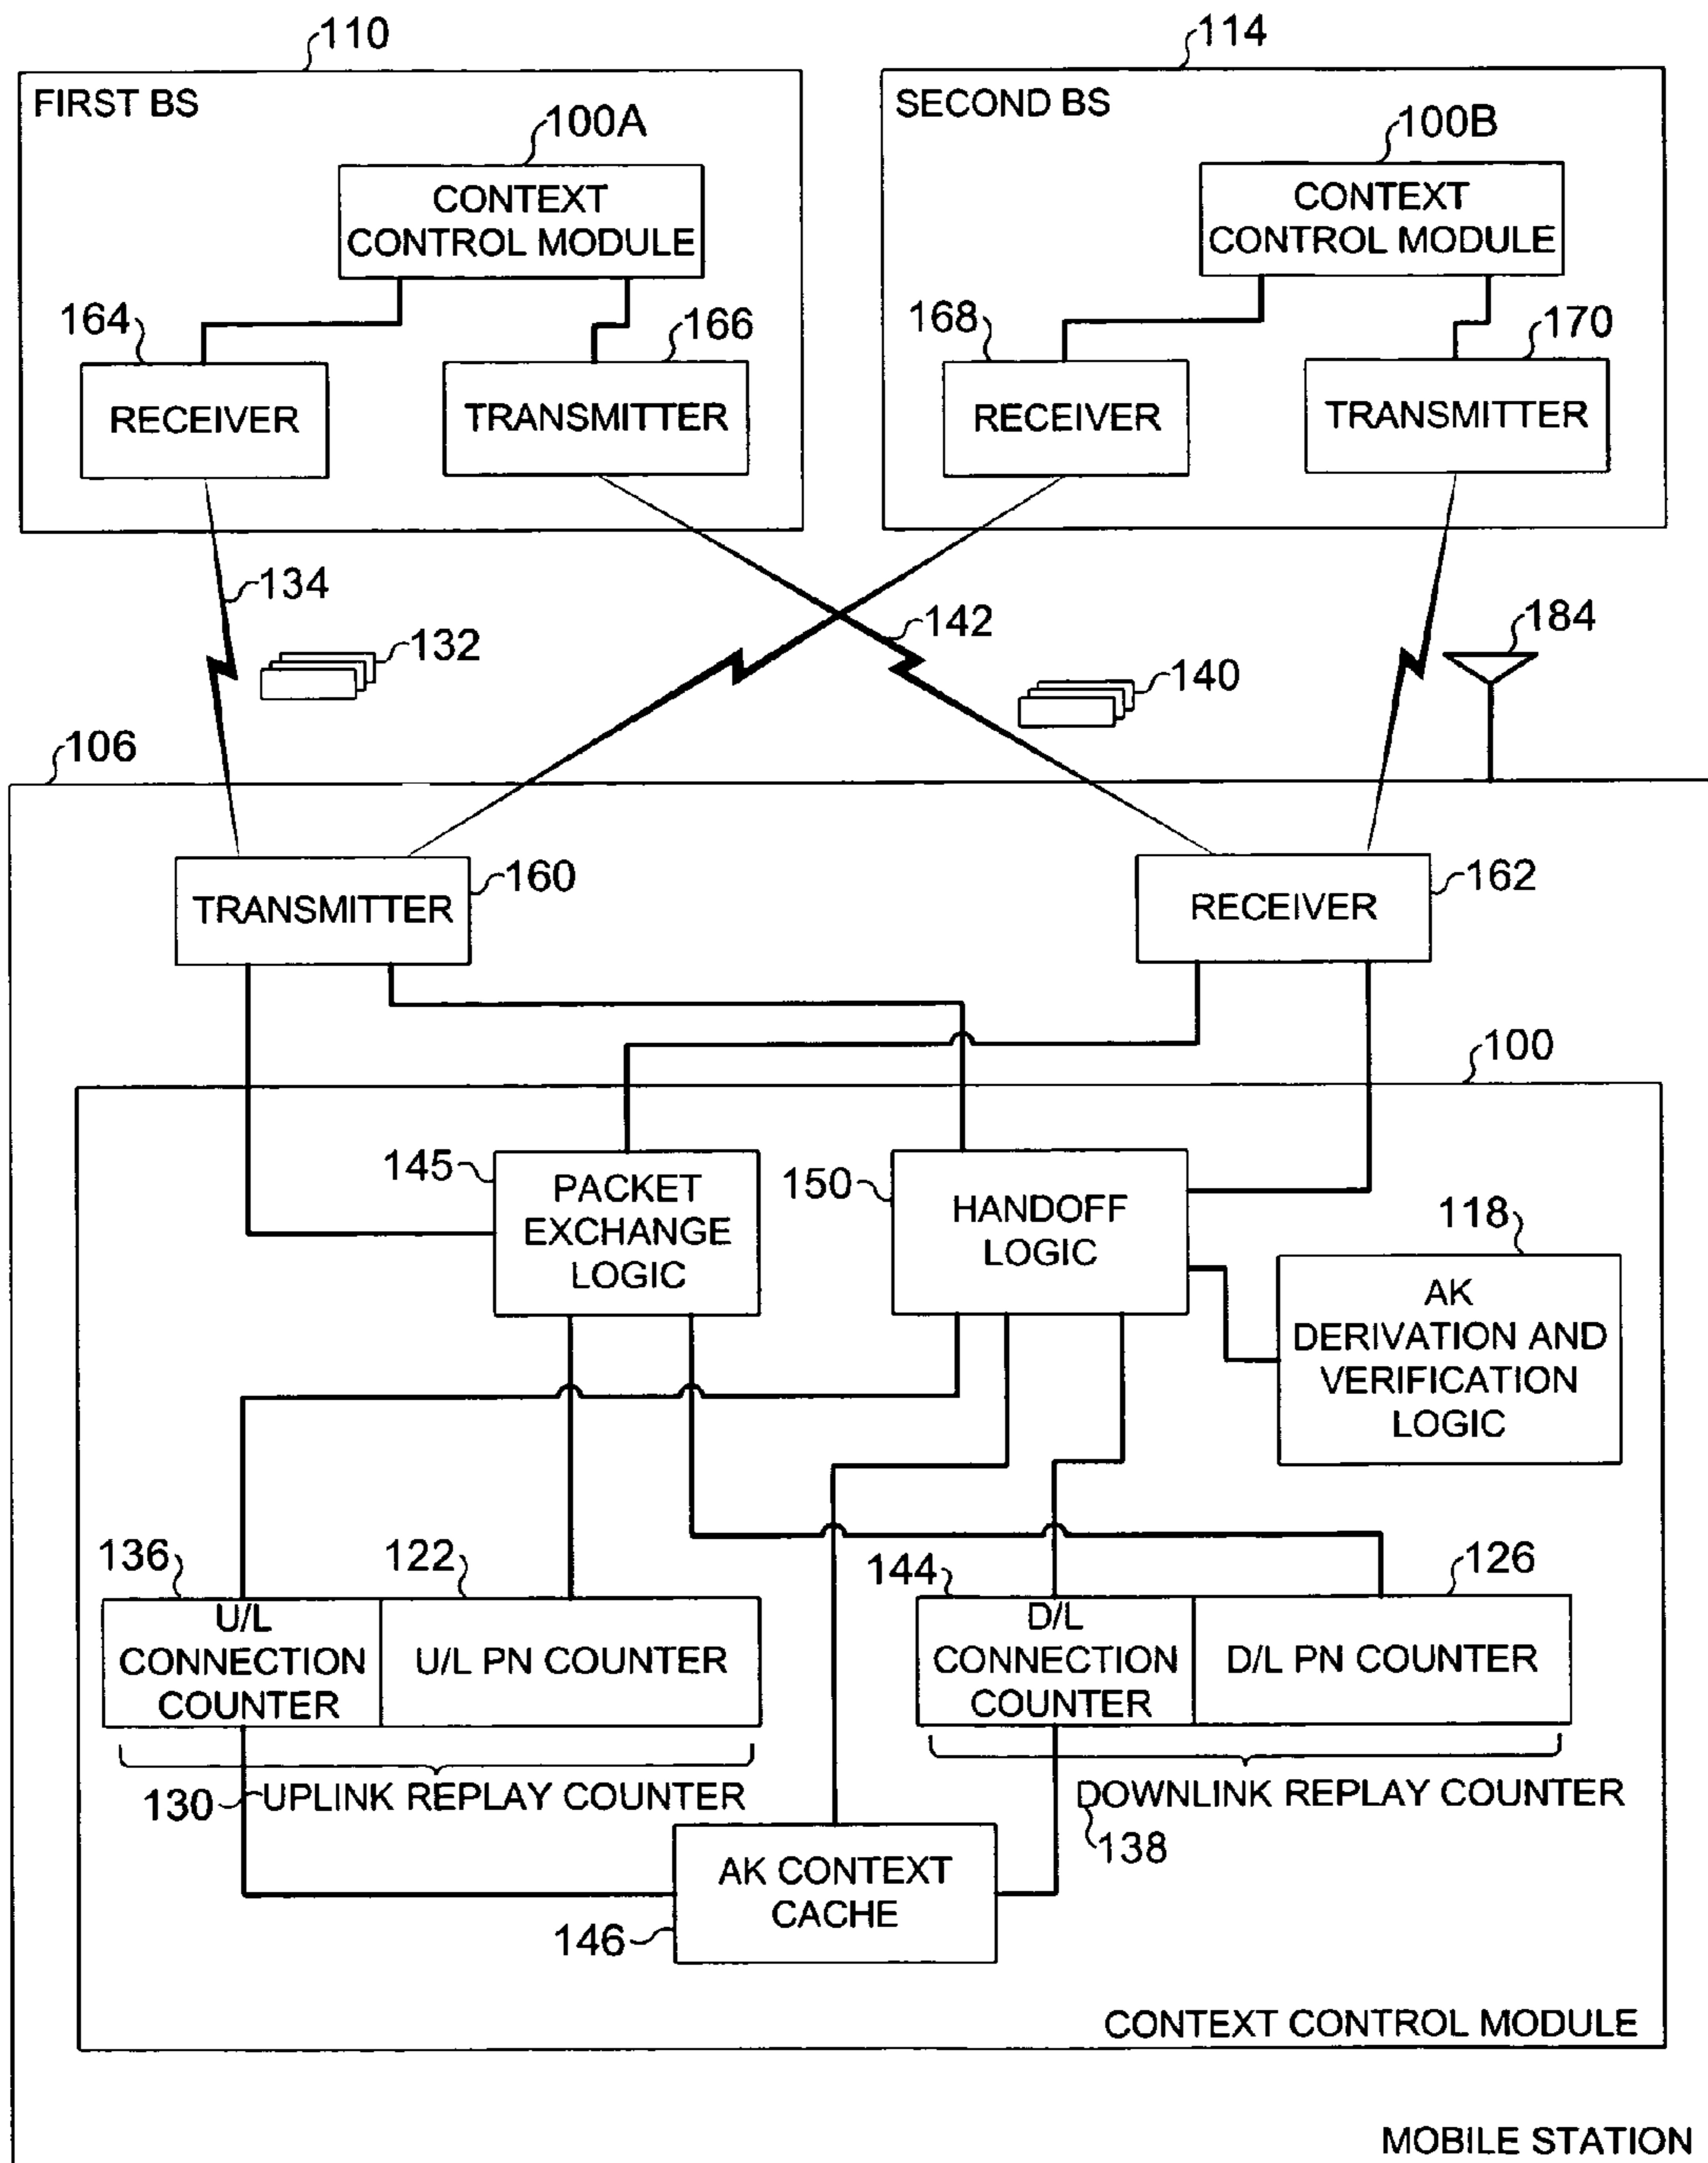 110
114
FIRST BS
SECOND BS
100A
100B
CONTEXT
CONTROL MODULE
CONTEXT
CONTROL MODULE
164
166
168
170
RECEIVER
TRANSMITTER
RECEIVER
TRANSMITTER
134
132
142
140
184
106
TRANSMITTER
160
RECEIVER
162
100
145
PACKET
EXCHANGE
LOGIC
150
HANDOFF
LOGIC
118
AK
DERIVATION AND
VERIFICATION
LOGIC
136
122
144
126
U/L
CONNECTION
COUNTER
U/L PN COUNTER
D/L
CONNECTION
COUNTER
D/L PN COUNTER
130
UPLINK REPLAY COUNTER
DOWNLINK REPLAY COUNTER
138
AK CONTEXT
CACHE
146
CONTEXT CONTROL MODULE
MOBILE STATION